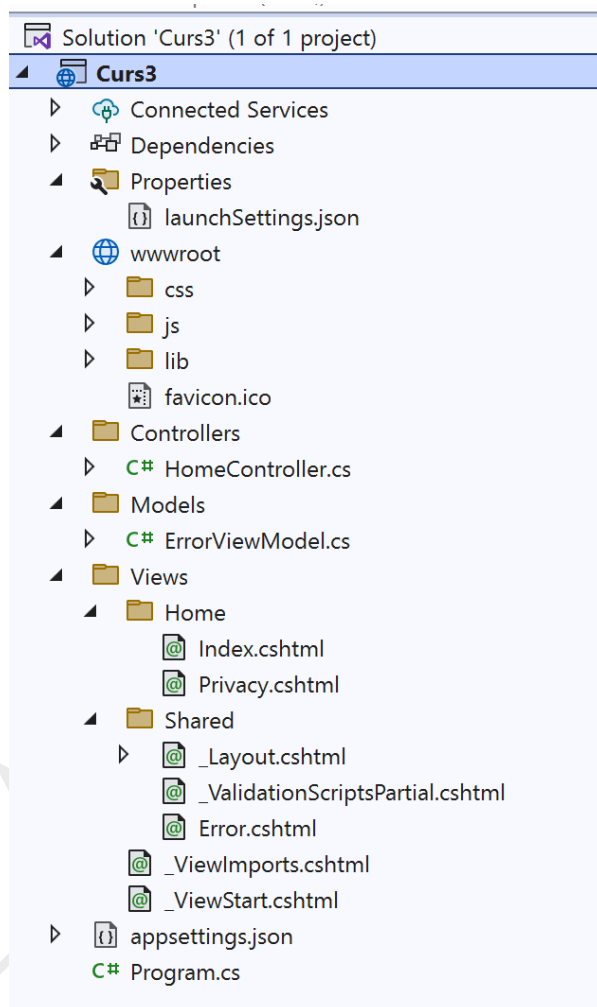 Solution 'Curs3' (1 of 1 project)
Curs3
Connected Services
Dependencies
Properties
launchSettings.json
wwwroot
css
js
lib
favicon.ico
Controllers
C# HomeController.cs
Models
C# ErrorViewModel.cs
Views
Home
Index.cshtml
Privacy.cshtml
Shared
_Layout.cshtml
_ValidationScriptsPartial.cshtml
Error.cshtml
_ViewImports.cshtml
_ViewStart.cshtml
appsettings.json
C# Program.cs